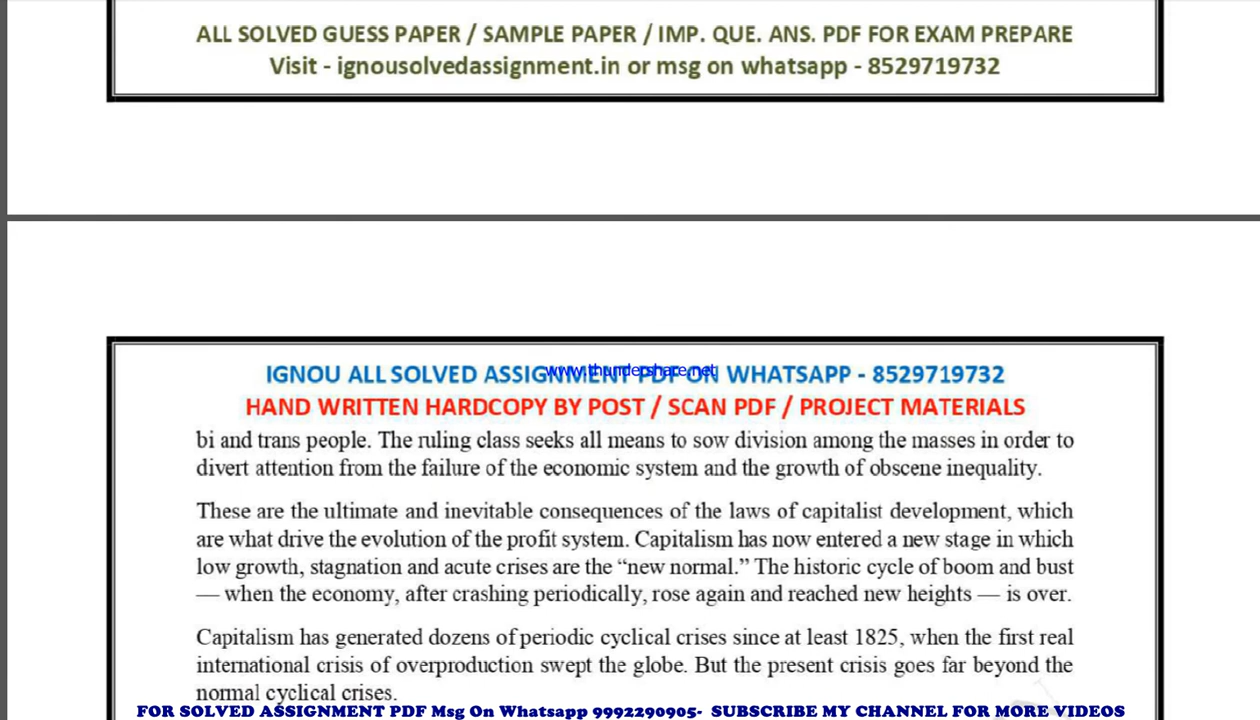 ALL SOLVED GUESS PAPER / SAMPLE PAPER / IMP. QUE. ANS. PDF FOR EXAM PREPARE
Visit - ignousolvedassignment.in or msg on whatsapp - 8529719732
www.thundershare.net
IGNOU ALL SOLVED ASSIGNMENT PDF ON WHATSAPP - 8529719732
HAND WRITTEN HARDCOPY BY POST / SCAN PDF / PROJECT MATERIALS
bi and trans people. The ruling class seeks all means to sow division among the masses in order to
divert attention from the failure of the economic system and the growth of obscene inequality.
These are the ultimate and inevitable consequences of the laws of capitalist development, which
are what drive the evolution of the profit system. Capitalism has now entered a new stage in which
low growth, stagnation and acute crises are the “new normal.” The historic cycle of boom and bust
— when the economy, after crashing periodically, rose again and reached new heights — is over.
Capitalism has generated dozens of periodic cyclical crises since at least 1825, when the first real
international crisis of overproduction swept the globe. But the present crisis goes far beyond the
normal cyclical crises.
FOR SOLVED ASSIGNMENT PDF Msg On Whatsapp 9992290905- SUBSCRIBE MY CHANNEL FOR MORE VIDEOS